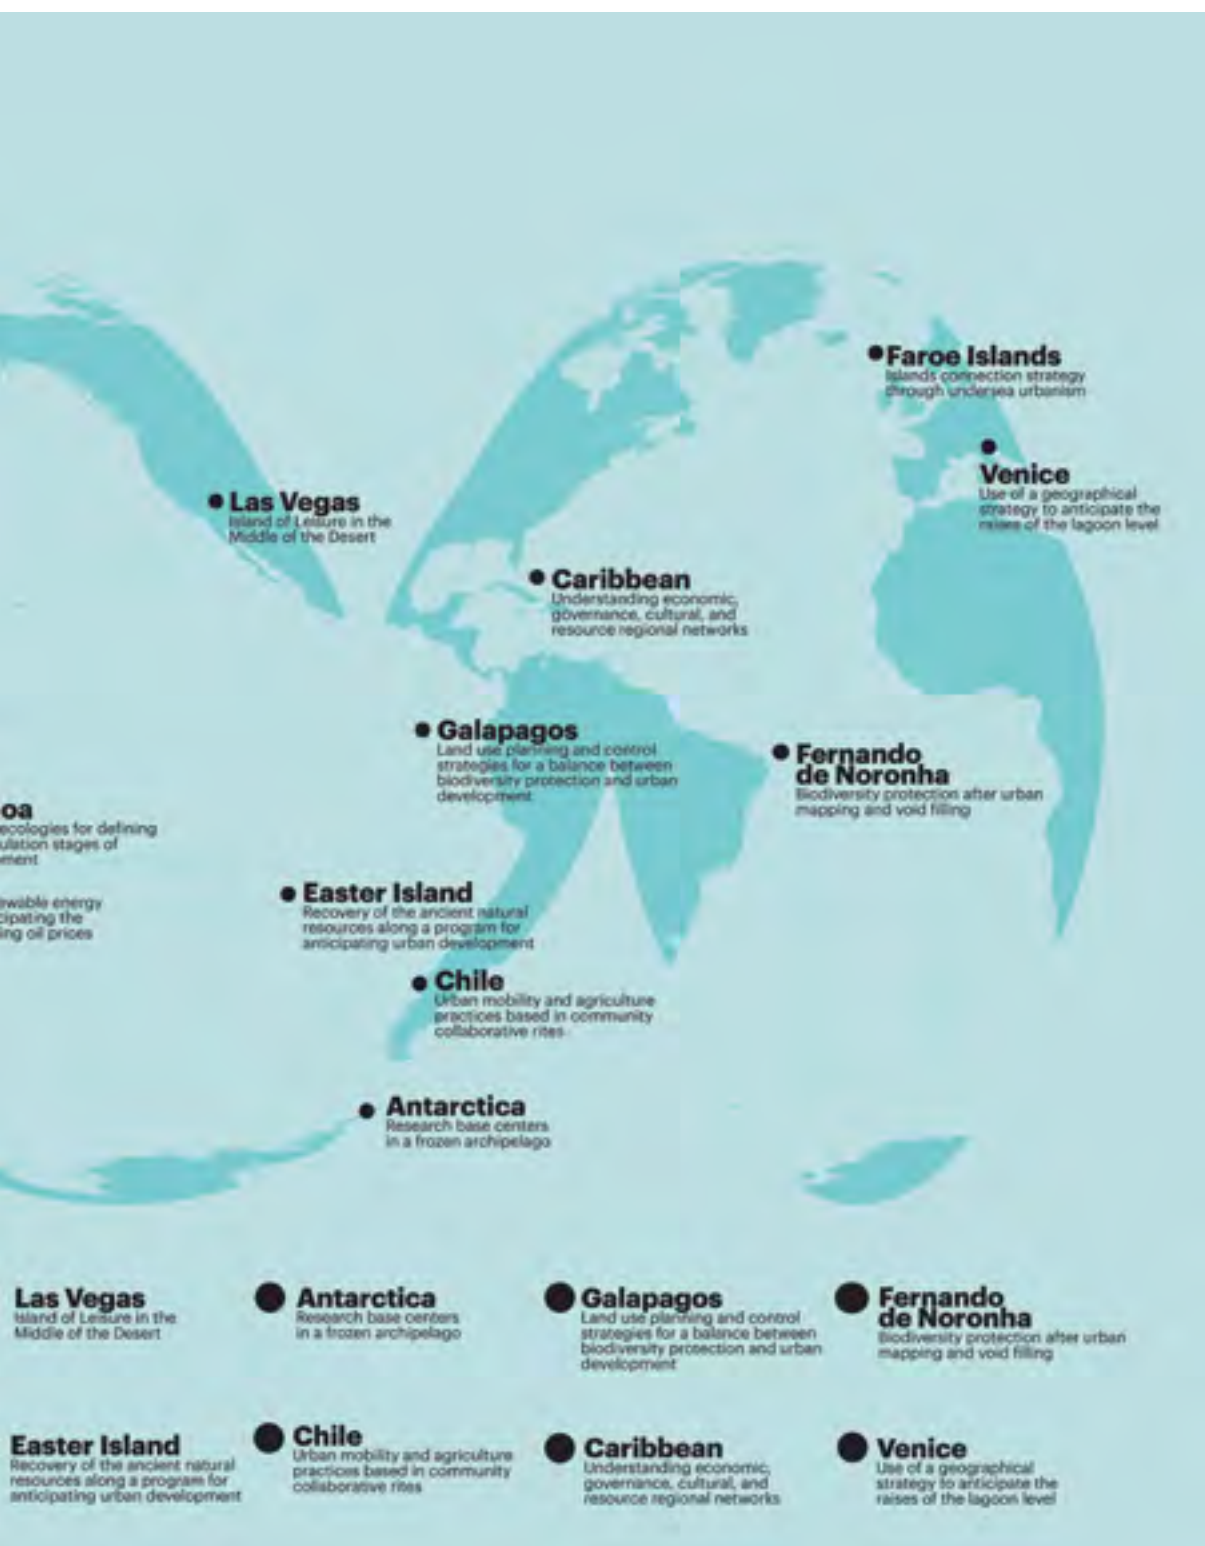 Faroe Islands
Islands connection strategy
through undersea urbanism
Venice
Use of a geographical
strategy to anticipate the
raises of the lagoon level
Las Vegas
Island of Leisure in the
Middle of the Desert
Caribbean
Understanding economic,
governance, cultural, and
resource regional networks
Galapagos
Land use planning and control
strategies for a balance between
biodiversity protection and urban
development
Fernando
de Noronha
Biodiversity protection after urban
mapping and void filling
oa
ecologies for defining
ulation stages of
ment
ewable energy
cipating the
ing oil prices
Easter Island
Recovery of the ancient natural
resources along a program for
anticipating urban development
Chile
Urban mobility and agriculture
practices based in community
collaborative rites
Antarctica
Research base centers
in a frozen archipelago
Las Vegas
Island of Leisure in the
Middle of the Desert
Antarctica
Research base centers
in a frozen archipelago
Galapagos
Land use planning and control
strategies for a balance between
biodiversity protection and urban
development
Fernando
de Noronha
Biodiversity protection after urban
mapping and void filling
Easter Island
Recovery of the ancient natural
resources along a program for
anticipating urban development
Chile
Urban mobility and agriculture
practices based in community
collaborative rites
Caribbean
Understanding economic,
governance, cultural, and
resource regional networks
Venice
Use of a geographical
strategy to anticipate the
raises of the lagoon level